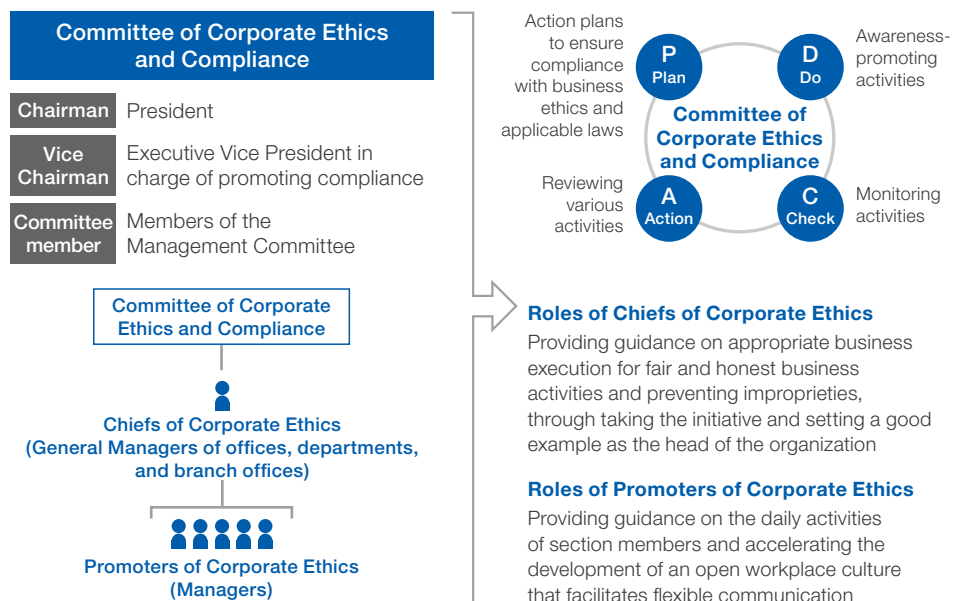 Committee of Corporate Ethics
and Compliance
Chairman
President
Vice
Chairman
Executive Vice President in
charge of promoting compliance
Committee
member
Members of the
Management Committee
Committee of Corporate
Ethics and Compliance
Chiefs of Corporate Ethics
(General Managers of offices, departments,
and branch offices)
Promoters of Corporate Ethics
(Managers)
Action plans
to ensure
compliance
with business
ethics and
applicable laws
P
Plan
D
Do
Awareness-
promoting
activities
Committee of
Corporate Ethics
and Compliance
Reviewing
various
activities
A
Action
C
Check
Monitoring
activities
Roles of Chiefs of Corporate Ethics
Providing guidance on appropriate business
execution for fair and honest business
activities and preventing improprieties,
through taking the initiative and setting a good
example as the head of the organization
Roles of Promoters of Corporate Ethics
Providing guidance on the daily activities
of section members and accelerating the
development of an open workplace culture
that facilitates flexible communication